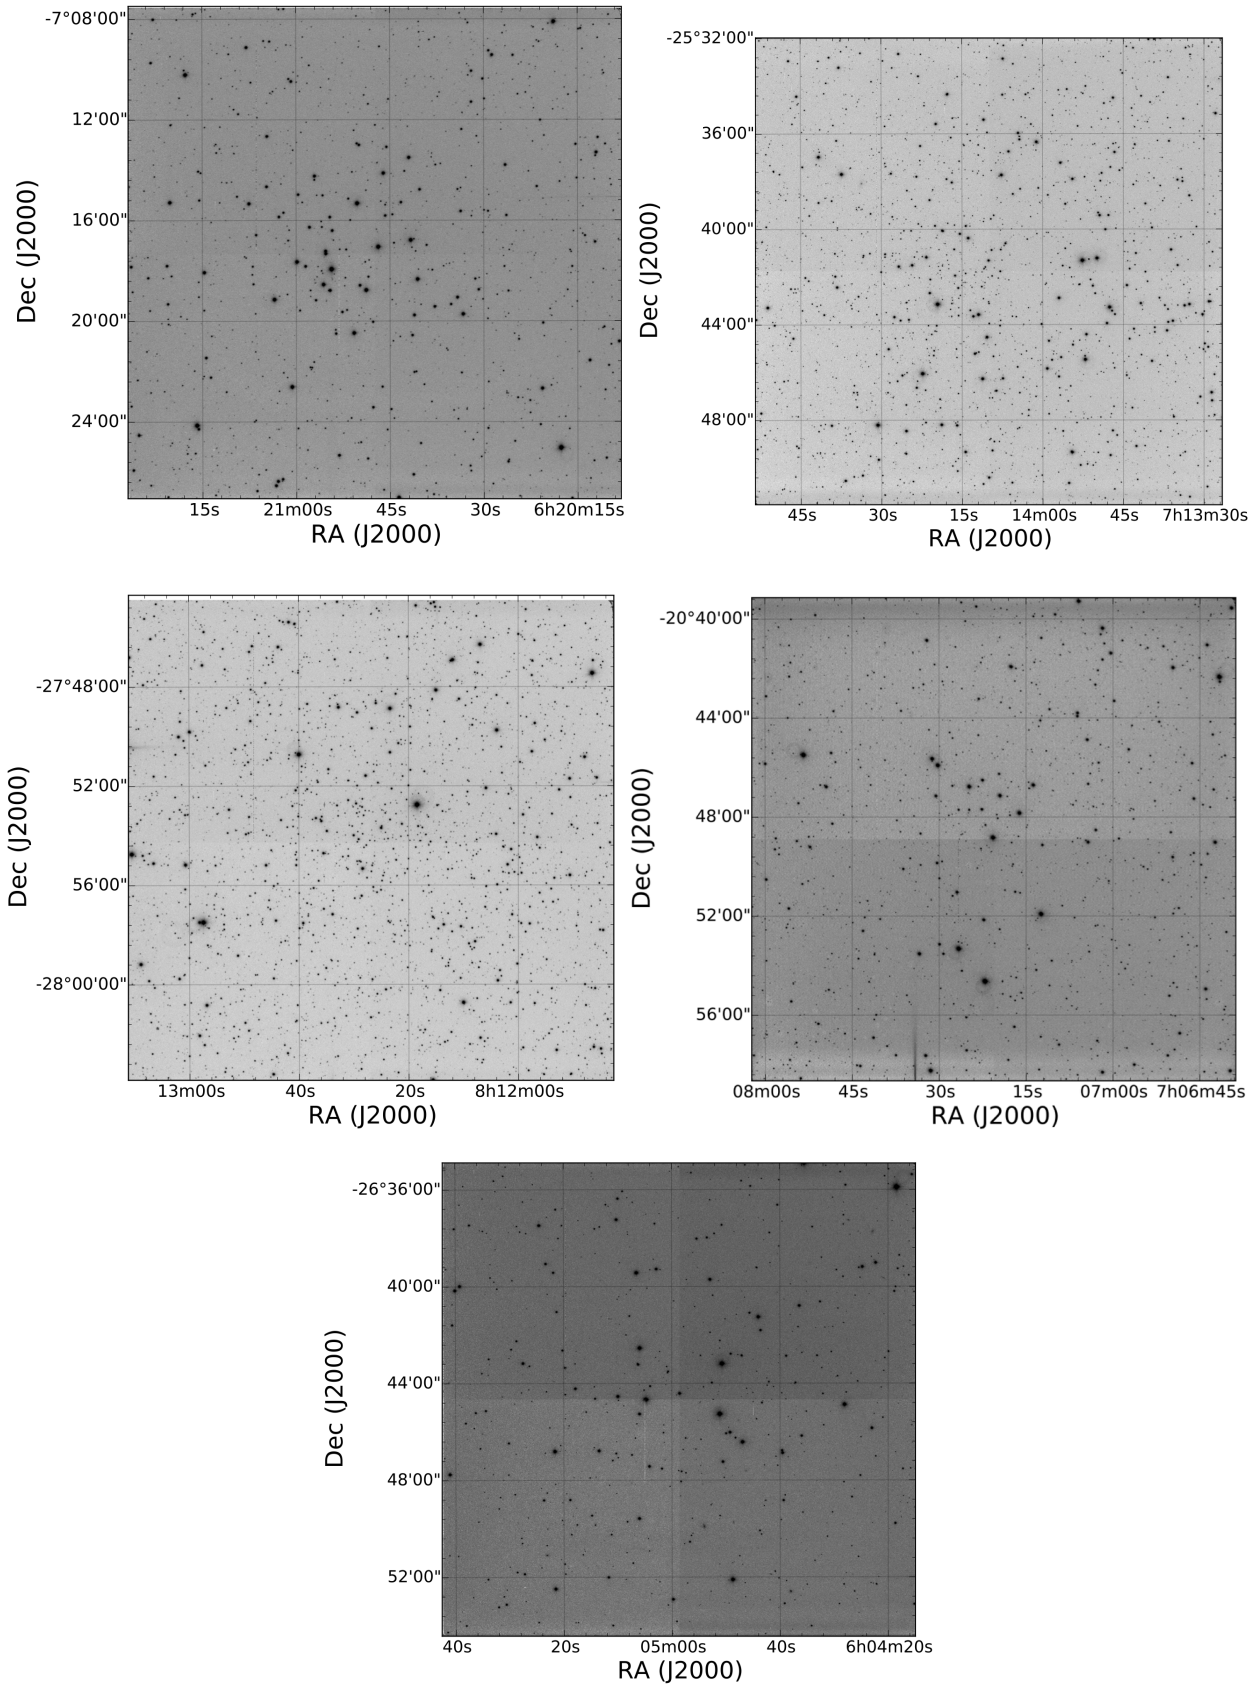 -7°08'00"
12'00"
16'00"
20'00"
24'00"
Dec (J2000)
15s 21m00s 45s 30s 6h20m15s
RA (J2000)
-25°32'00"
36'00"
40'00"
44'00"
48'00"
Dec (J2000)
45s 30s 15s 14m00s 45s 7h13m30s
RA (J2000)
-27°48'00"
52'00"
56'00"
-28°00'00"
Dec (J2000)
13m00s 40s 20s 8h12m00s
RA (J2000)
-20°40'00"
44'00"
48'00"
52'00"
56'00"
Dec (J2000)
08m00s 45s 30s 15s 07m00s 7h06m45s
RA (J2000)
-26°36'00"
40'00"
44'00"
48'00"
52'00"
Dec (J2000)
40s 20s 05m00s 40s 6h04m20s
RA (J2000)